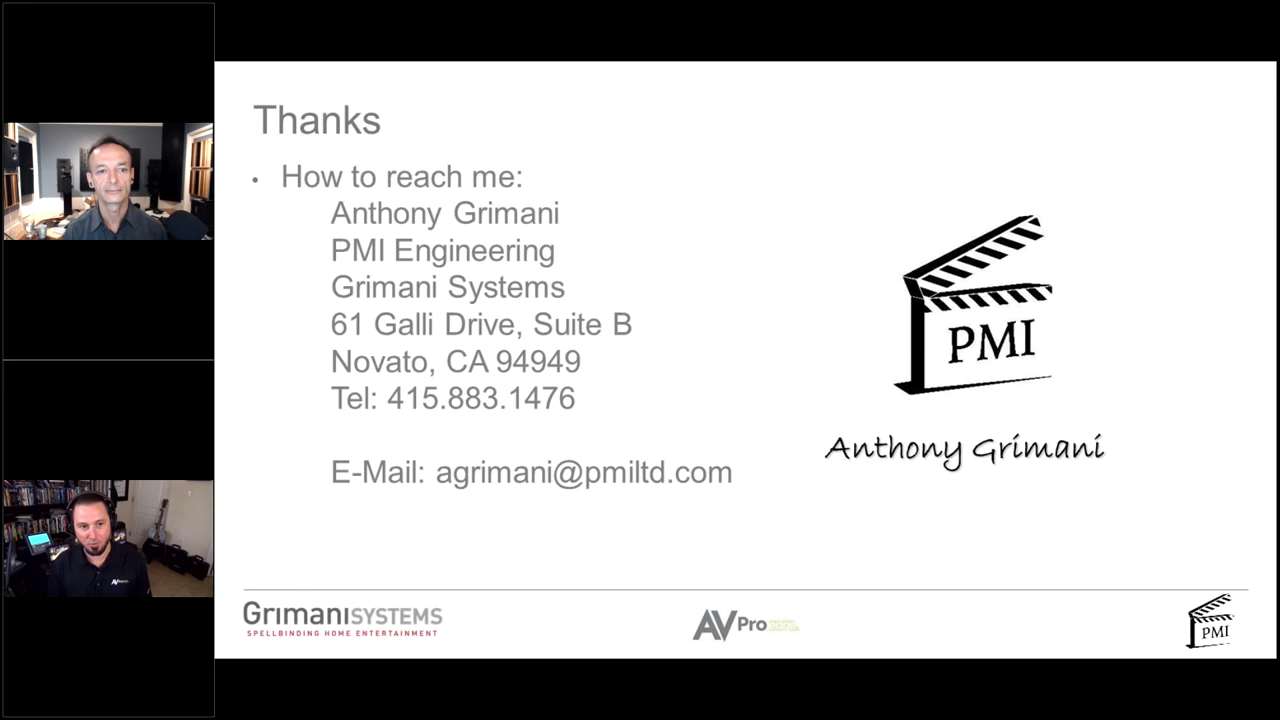 Thanks
• How to reach me:
Anthony Grimani
PMI Engineering
Grimani Systems
61 Galli Drive, Suite B
Novato, CA 94949
Tel: 415.883.1476
E-Mail: agrimani@pmiltd.com
PMI
Anthony Grimani
GrimaniSYSTEMS
SPELLBINDING HOME ENTERTAINMENT
AVPro
PMI